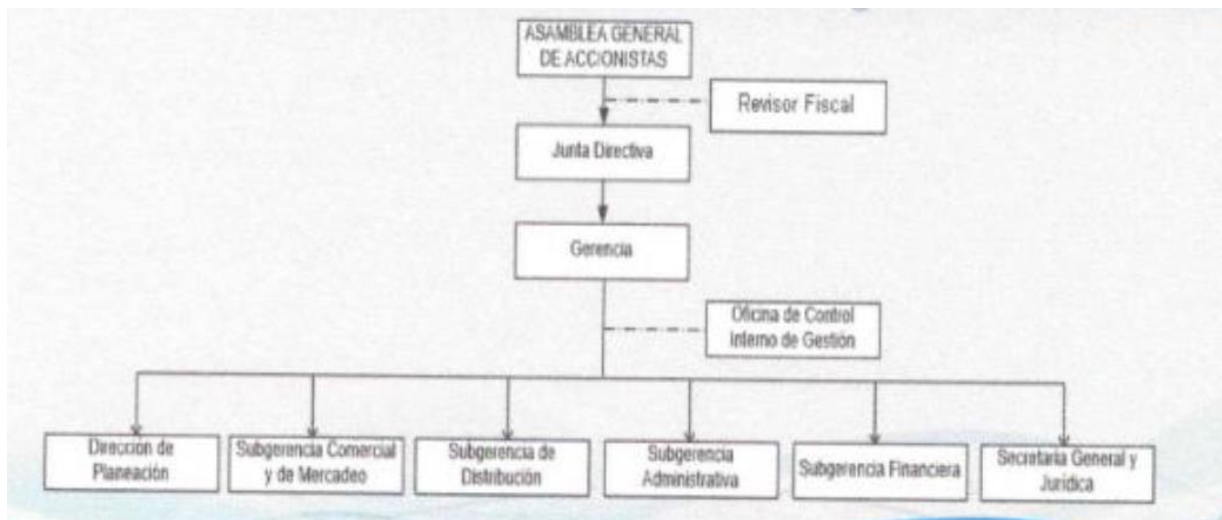 ASAMBLEA GENERAL
DE ACCIONISTAS
Revisor Fiscal
Junta Directiva
Gerencia
Oficina de Control
Interno de Gestión
Dirección de
Planeación
Subgerencia Comercial
y de Mercadeo
Subgerencia de
Distribución
Subgerencia
Administrativa
Subgerencia Financiera
Secretaria General y
Jurídica